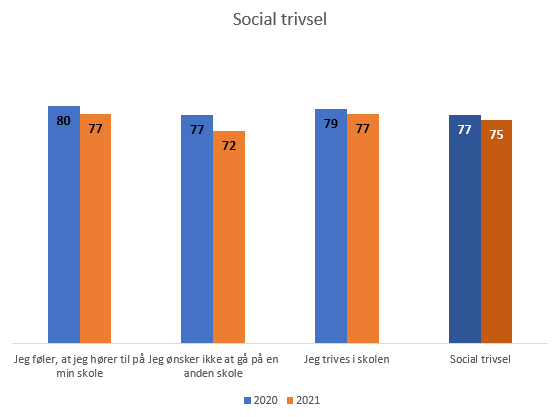 Social trivsel
80
77
77
72
79
77
77
75
Jeg føler, at jeg hører til på
min skole
Jeg ønsker ikke at gå på en
anden skole
Jeg trives i skolen
Social trivsel
2020
2021